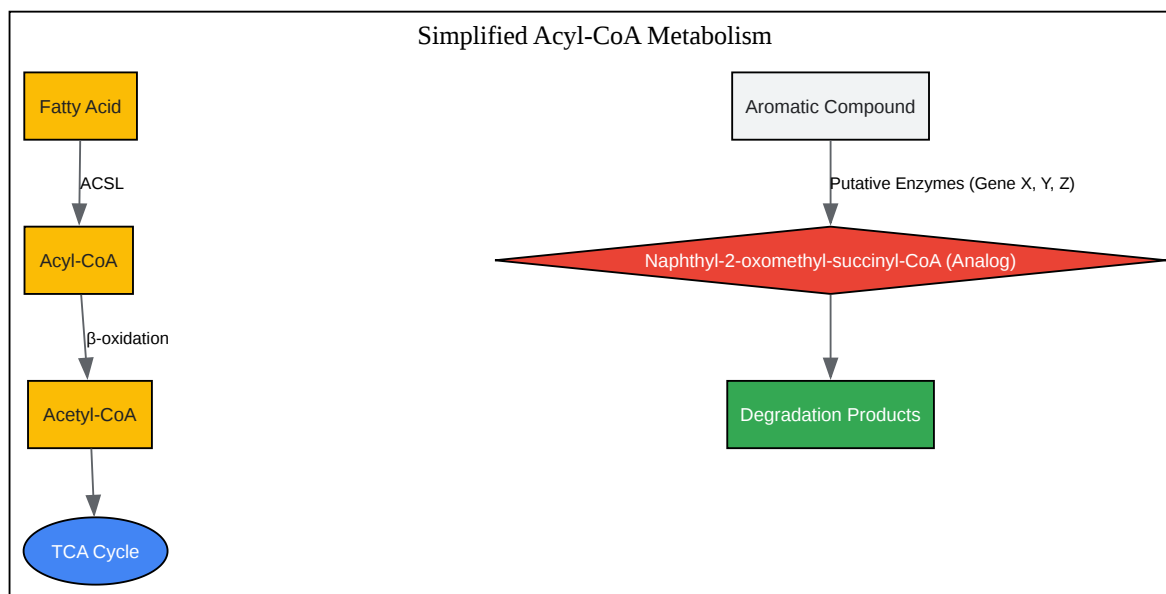 Simplified Acyl-CoA Metabolism
Fatty Acid
ACSL
Acyl-CoA
β-oxidation
Acetyl-CoA
TCA Cycle
Aromatic Compound
Putative Enzymes (Gene X, Y, Z)
Naphthyl-2-oxomethyl-succinyl-CoA (Analog)
Degradation Products